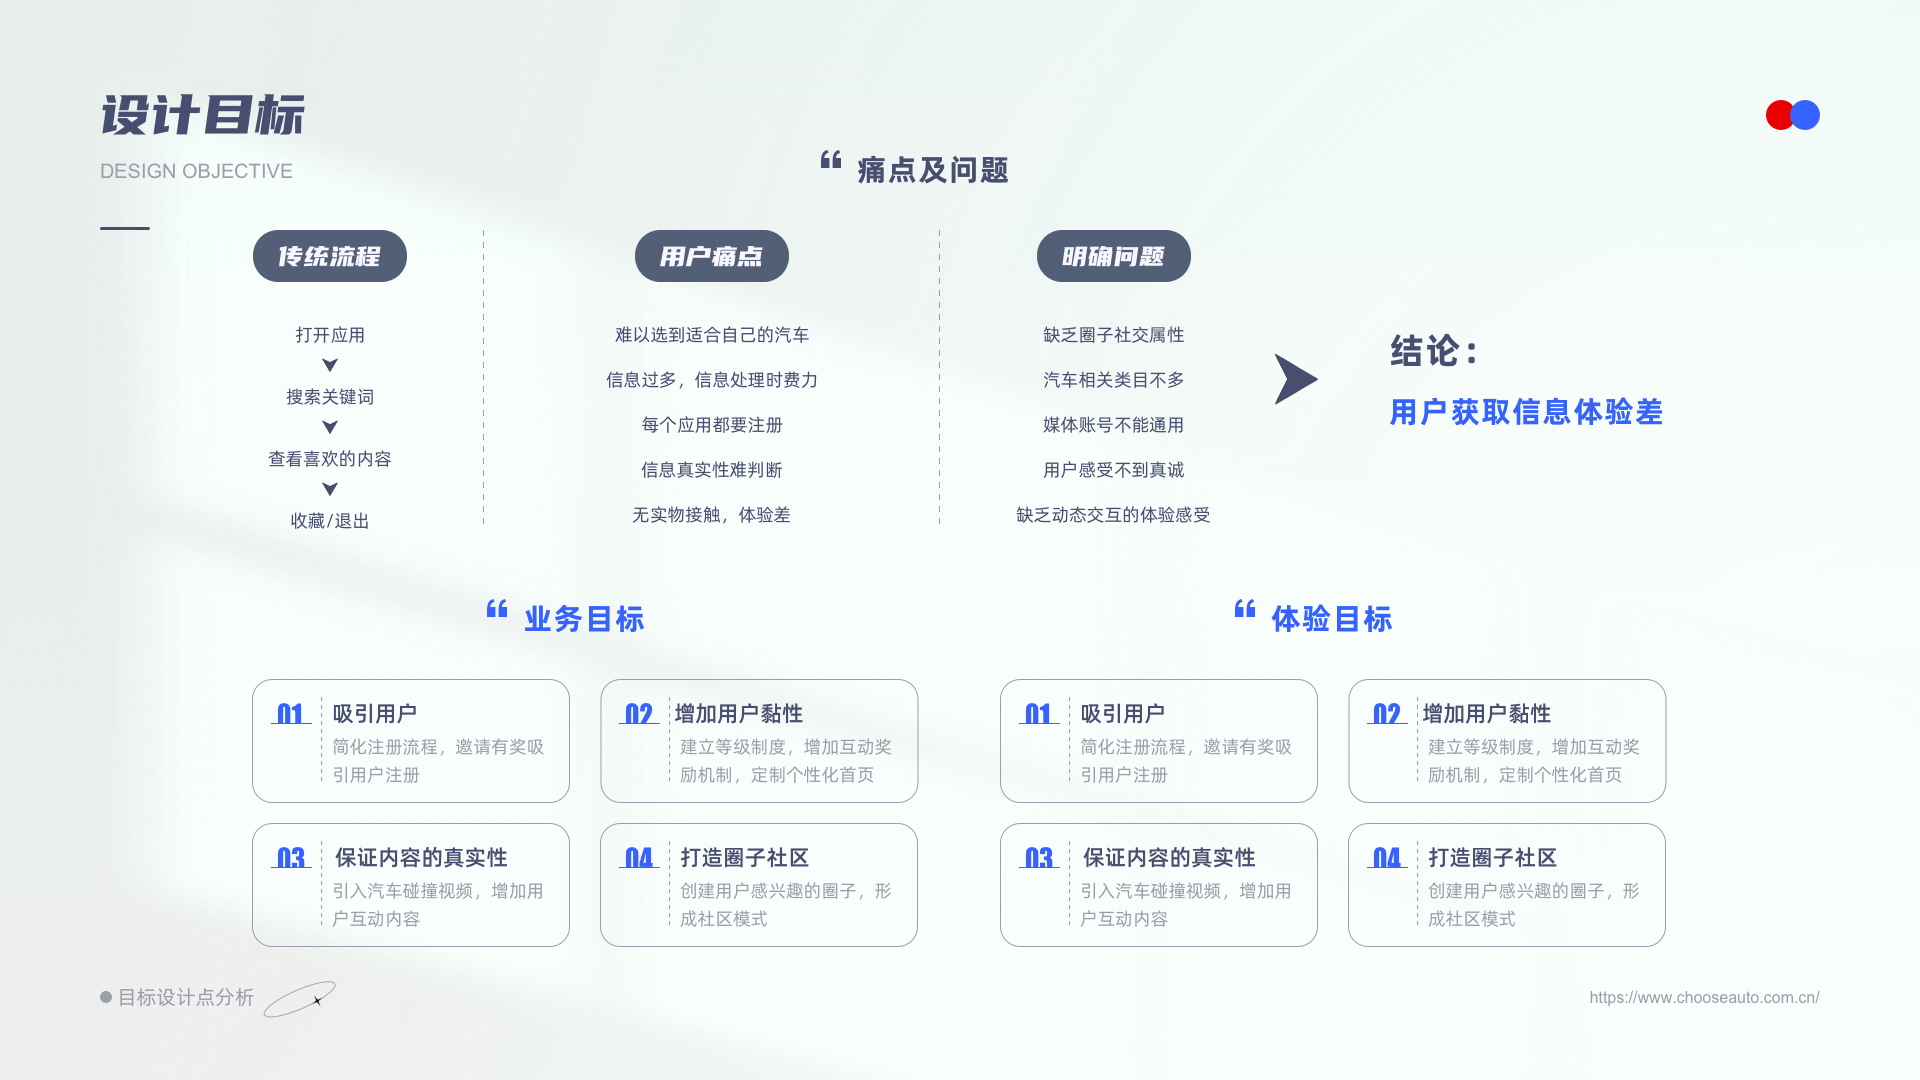 设计目标
DESIGN OBJECTIVE
“ 痛点及问题
传统流程
打开应用
搜索关键词
查看喜欢的内容
收藏/退出
用户痛点
难以选到适合自己的汽车
信息过多，信息处理时费力
每个应用都要注册
信息真实性难判断
无实物接触，体验差
明确问题
缺乏圈子社交属性
汽车相关类目不多
媒体账号不能通用
用户感受不到真诚
缺乏动态交互的体验感受
结论：
用户获取信息体验差
“ 业务目标
01 吸引用户
简化注册流程，邀请有奖吸
引用户注册
02 增加用户黏性
建立等级制度，增加互动奖
励机制，定制个性化首页
03 保证内容的真实性
引入汽车碰撞视频，增加用
户互动内容
04 打造圈子社区
创建用户感兴趣的圈子，形
成社区模式
“ 体验目标
01 吸引用户
简化注册流程，邀请有奖吸
引用户注册
02 增加用户黏性
建立等级制度，增加互动奖
励机制，定制个性化首页
03 保证内容的真实性
引入汽车碰撞视频，增加用
户互动内容
04 打造圈子社区
创建用户感兴趣的圈子，形
成社区模式
目标设计点分析
https://www.chooseauto.com.cn/